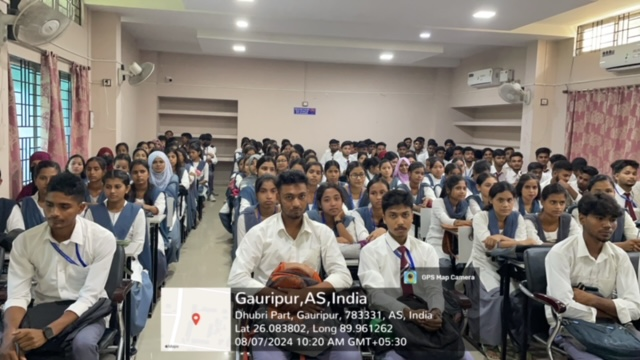 GPS Map Camera
Gauripur,AS,India
Dhubri Part, Gauripur, 783331, AS, India
Lat 26.083802, Long 89.961262
08/07/2024 10:20 AM GMT+05:30